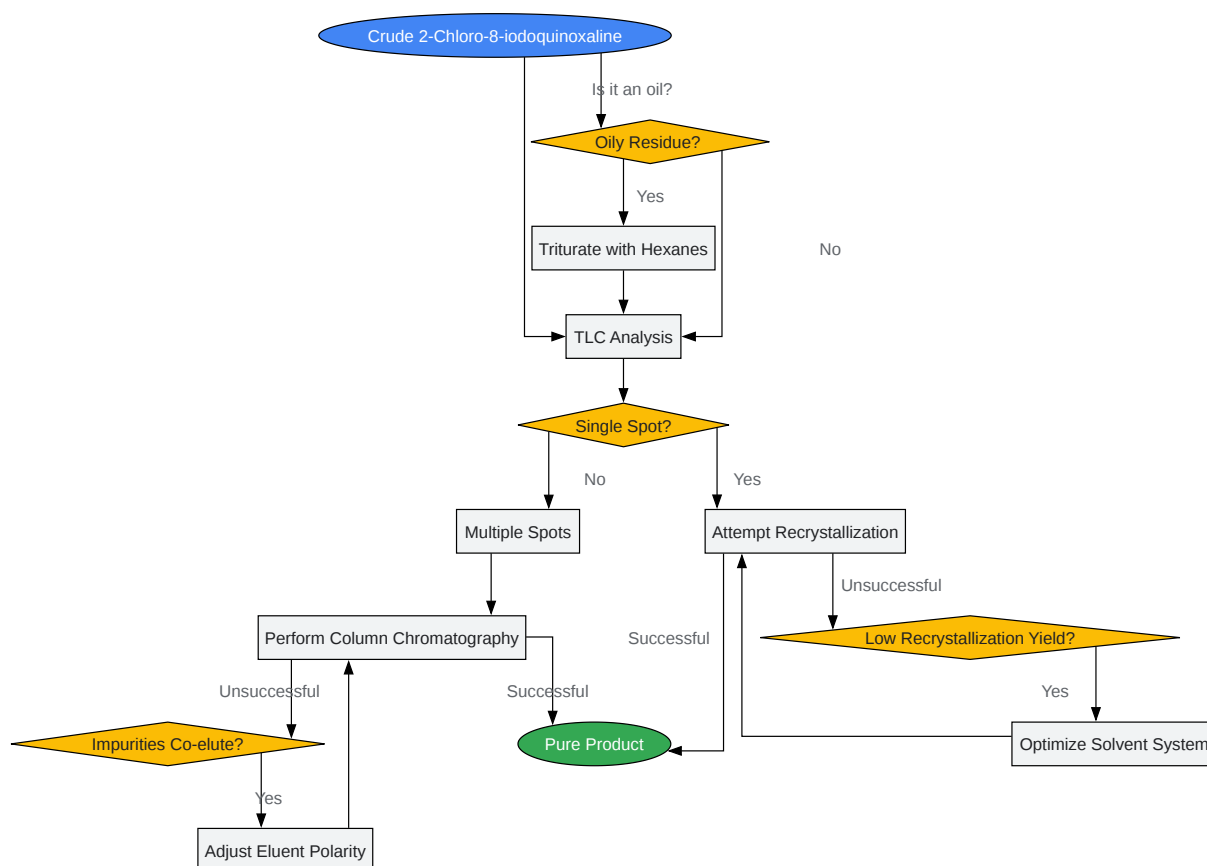 Crude 2-Chloro-8-iodoquinoxaline
Is it an oil?
Oily Residue?
Yes
Triturate with Hexanes
No
TLC Analysis
Single Spot?
No
Yes
Multiple Spots
Attempt Recrystallization
Unsuccessful
Perform Column Chromatography
Successful
Low Recrystallization Yield?
Unsuccessful
Successful
Yes
Impurities Co-elute?
Pure Product
Optimize Solvent System
Yes
Adjust Eluent Polarity